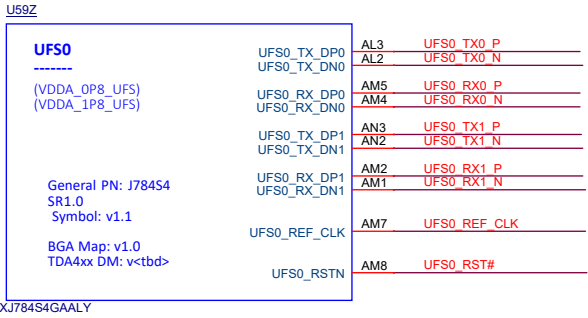 U59Z
UFS0
-------
(VDDA_0P8_UFS)
(VDDA_1P8_UFS)
UFS0_TX_DP0 AL3 UFS0_TX0_P
UFS0_TX_DN0 AL2 UFS0_TX0_N
UFS0_RX_DP0 AM5 UFS0_RX0_P
UFS0_RX_DN0 AM4 UFS0_RX0_N
UFS0_TX_DP1 AN3 UFS0_TX1_P
UFS0_TX_DN1 AN2 UFS0_TX1_N
UFS0_RX_DP1 AM2 UFS0_RX1_P
UFS0_RX_DN1 AM1 UFS0_RX1_N
General PN: J784S4
SR1.0
Symbol: v1.1
UFS0_REF_CLK AM7 UFS0_REF_CLK
BGA Map: v1.0
TDA4xx DM: v<tbd>
UFS0_RSTN AM8 UFS0_RST#
XJ784S4GAALY